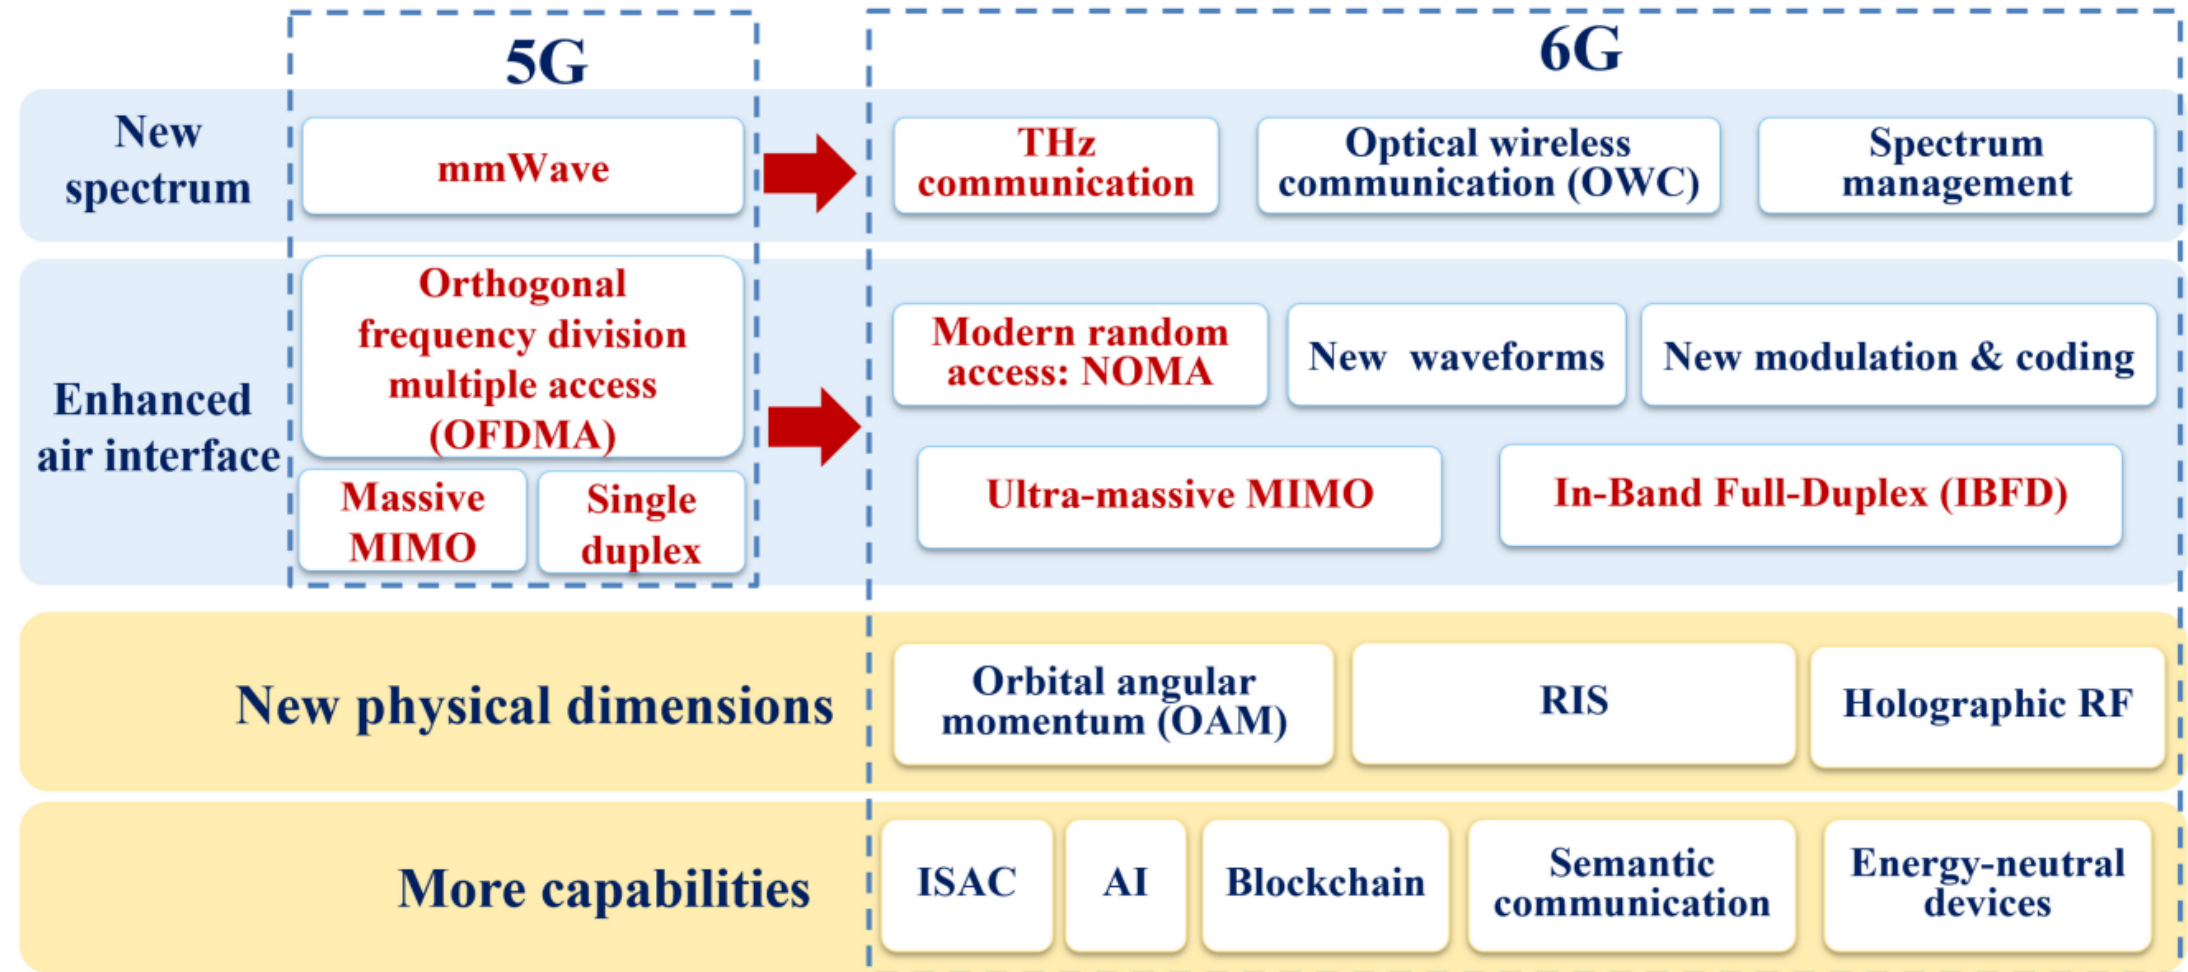 5G
6G
New
spectrum
mmWave
THz
communication
Optical wireless
communication (OWC)
Spectrum
management
Enhanced
air interface
Orthogonal
frequency division
multiple access
(OFDMA)
Massive
MIMO
Single
duplex
Modern random
access: NOMA
New waveforms
New modulation & coding
Ultra-massive MIMO
In-Band Full-Duplex (IBFD)
New physical dimensions
Orbital angular
momentum (OAM)
RIS
Holographic RF
More capabilities
ISAC
AI
Blockchain
Semantic
communication
Energy-neutral
devices